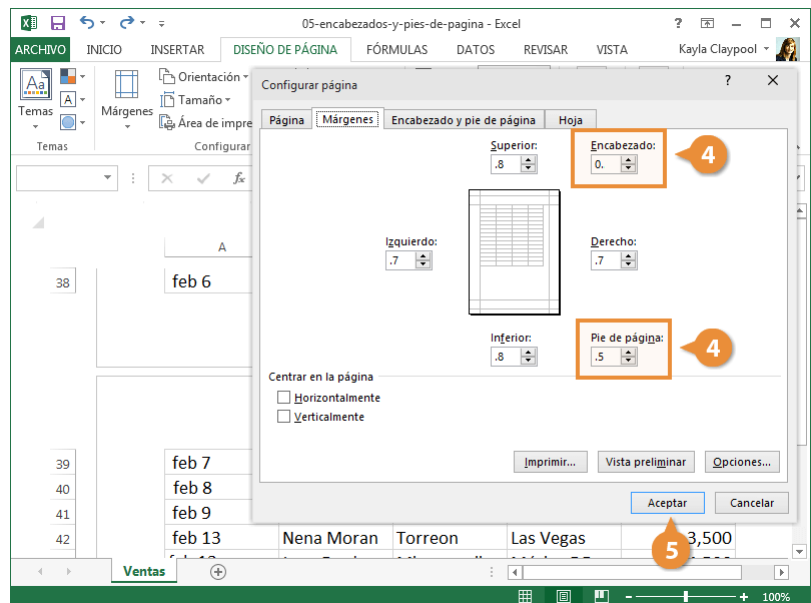 05-encabezados-y-pies-de-pagina - Excel
ARCHIVO INICIO INSERTAR DISEÑO DE PÁGINA FÓRMULAS DATOS REVISAR VISTA Kayla Claypool
Aa
A
Temas
Márgenes
Orientación
Tamaño
Área de impre
Temas
Configurar
fx
A
38 feb 6
39 feb 7
40 feb 8
41 feb 9
42 feb 13 Nena Moran Torreon Las Vegas 3,500
Configurar página
Página Márgenes Encabezado y pie de página Hoja
Superior: Encabezado:
.8 0. 4
Izquierdo: Derecho:
.7 .7
Inferior: Pie de página:
.8 .5 4
Centrar en la página
Horizontalmente
Verticalmente
Imprimir... Vista preliminar Opciones...
Aceptar Cancelar
5
Ventas
100%